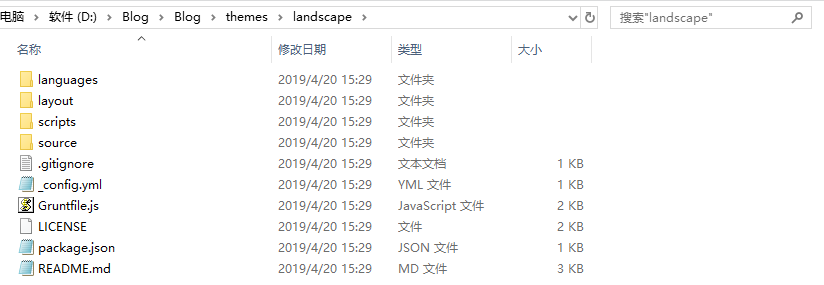 电脑 > 软件 (D:) > Blog > Blog > themes > landscape >
搜索"landscape"
名称 修改日期 类型 大小
languages 2019/4/20 15:29 文件夹
layout 2019/4/20 15:29 文件夹
scripts 2019/4/20 15:29 文件夹
source 2019/4/20 15:29 文件夹
.gitignore 2019/4/20 15:29 文本文档 1 KB
_config.yml 2019/4/20 15:29 YML 文件 1 KB
Gruntfile.js 2019/4/20 15:29 JavaScript 文件 2 KB
LICENSE 2019/4/20 15:29 文件 2 KB
package.json 2019/4/20 15:29 JSON 文件 1 KB
README.md 2019/4/20 15:29 MD 文件 3 KB